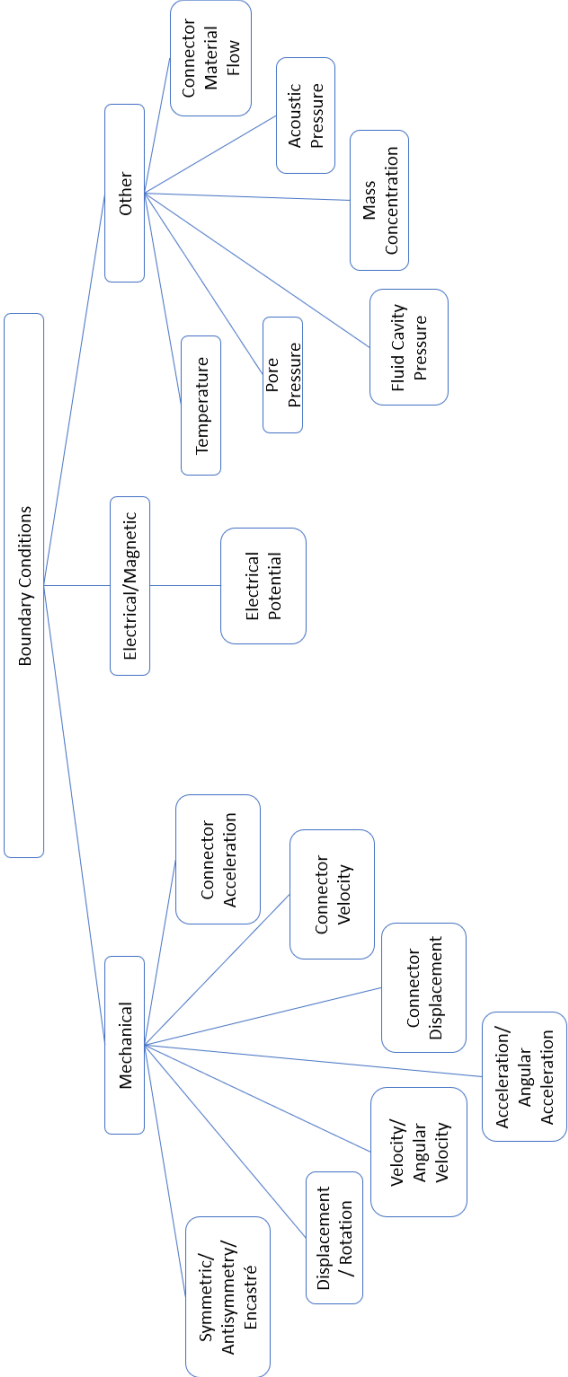 Boundary Conditions
Mechanical
Electrical/Magnetic
Other
Symmetric/
Antisymmetry/
Encastré
Displacement
/ Rotation
Velocity/
Angular
Velocity
Acceleration/
Angular
Acceleration
Connector
Displacement
Connector
Velocity
Connector
Acceleration
Electrical
Potential
Temperature
Pore
Pressure
Fluid Cavity
Pressure
Mass
Concentration
Acoustic
Pressure
Connector
Material
Flow